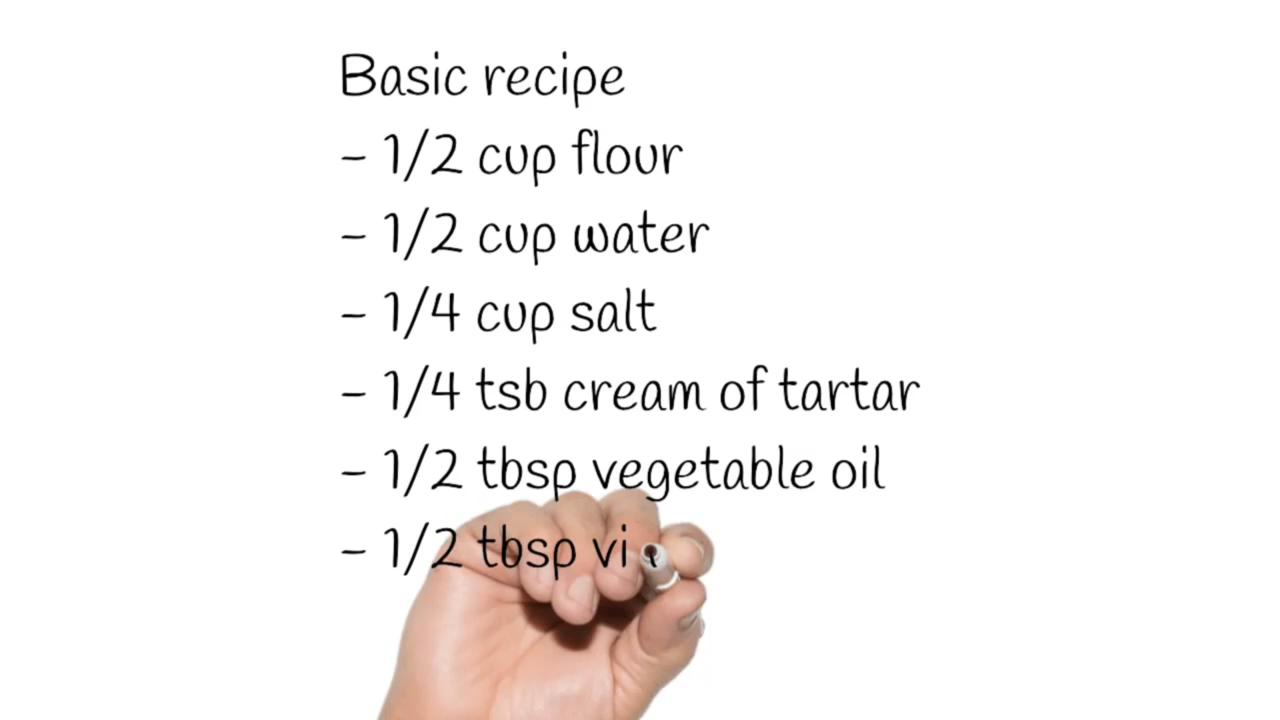 Basic recipe
- 1/2 cup flour
- 1/2 cup water
- 1/4 cup salt
- 1/4 tsb cream of tartar
- 1/2 tbsp vegetable oil
- 1/2 tbsp vi